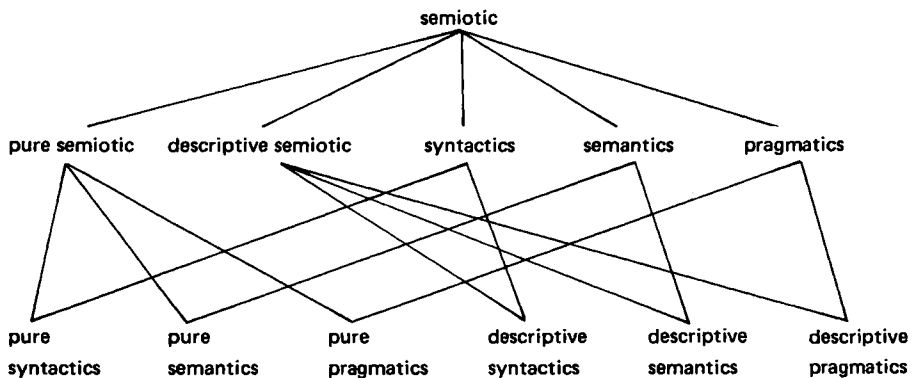 semiotic
pure semiotic descriptive semiotic syntactics semantics pragmatics
pure pure pure descriptive descriptive descriptive
syntactics semantics pragmatics syntactics semantics pragmatics